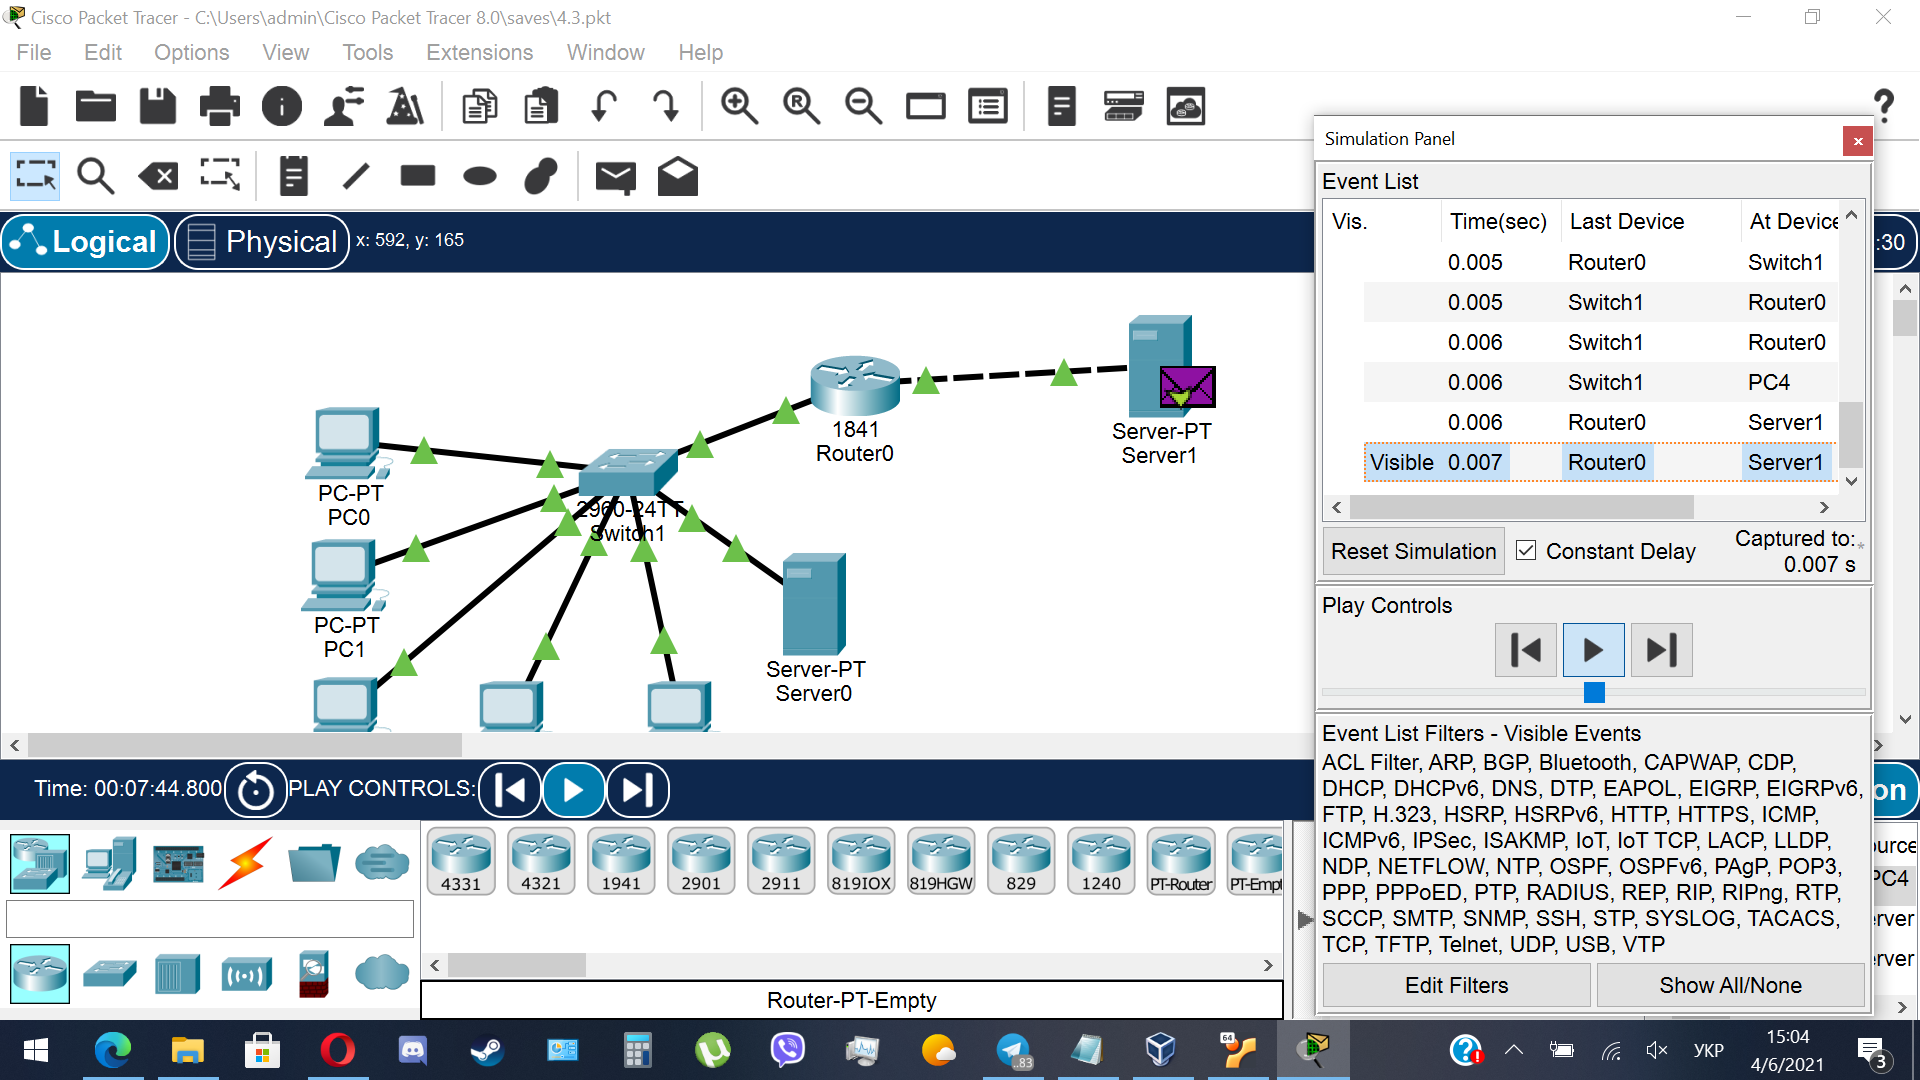 Cisco Packet Tracer - C:\Users\admin\Cisco Packet Tracer 8.0\saves\4.3.pkt
File Edit Options View Tools Extensions Window Help
R
?
Simulation Panel
Event List
Logical Physical x: 592, y: 165
:30
Vis. Time(sec) Last Device At Device
0.005 Router0 Switch1
0.005 Switch1 Router0
0.006 Switch1 Router0
0.006 Switch1 PC4
0.006 Router0 Server1
Visible 0.007 Router0 Server1
Reset Simulation Constant Delay Captured to:
0.007 s
*
1841
Router0
Server-PT
Server1
PC-PT
PC0
2960-24TT
Switch1
PC-PT
PC1
Server-PT
Server0
Play Controls
Event List Filters - Visible Events
ACL Filter, ARP, BGP, Bluetooth, CAPWAP, CDP,
DHCP, DHCPv6, DNS, DTP, EAPOL, EIGRP, EIGRPv6,
FTP, H.323, HSRP, HSRPv6, HTTP, HTTPS, ICMP,
ICMPv6, IPSec, ISAKMP, IoT, IoT TCP, LACP, LLDP,
NDP, NETFLOW, NTP, OSPF, OSPFv6, PAgP, POP3,
PPP, PPPoED, PTP, RADIUS, REP, RIP, RIPng, RTP,
SCCP, SMTP, SNMP, SSH, STP, SYSLOG, TACACS,
TCP, TFTP, Telnet, UDP, USB, VTP
Edit Filters Show All/None
Time: 00:07:44.800 PLAY CONTROLS:
on
4331 4321 1941 2901 2911 819IOX 819HGW 829 1240 PT-Router PT-Empt
ource
PC4
erver
erver
Router-PT-Empty
..83
64
УКР
15:04
4/6/2021
3